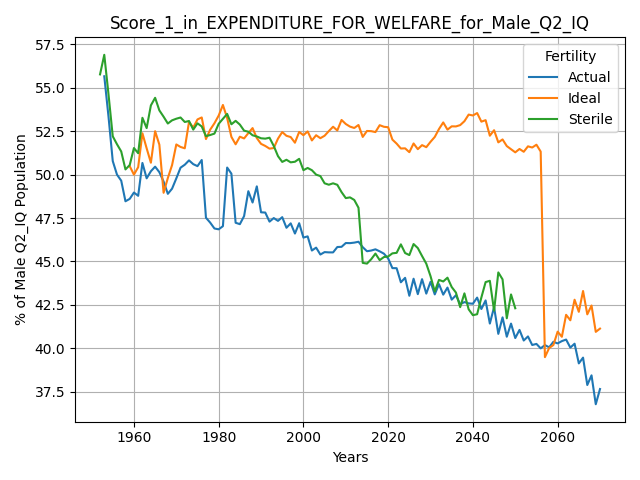 Score_1_in_EXPENDITURE_FOR_WELFARE_for_Male_Q2_IQ
% of Male Q2_IQ Population
57.5
55.0
52.5
50.0
47.5
45.0
42.5
40.0
37.5
Fertility
Actual
Ideal
Sterile
1960
1980
2000
2020
2040
2060
Years